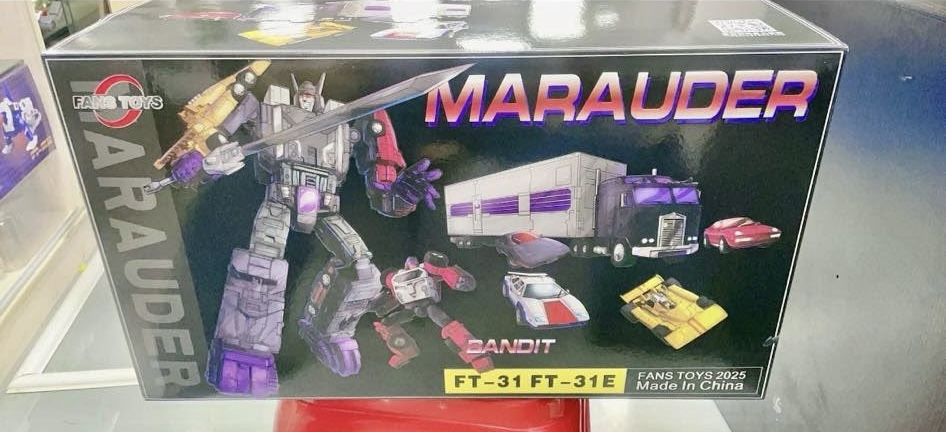 FANS TOYS
MARAUDER
MARAUDER
BANDIT
FT-31 FT-31E
FANS TOYS 2025
Made In China